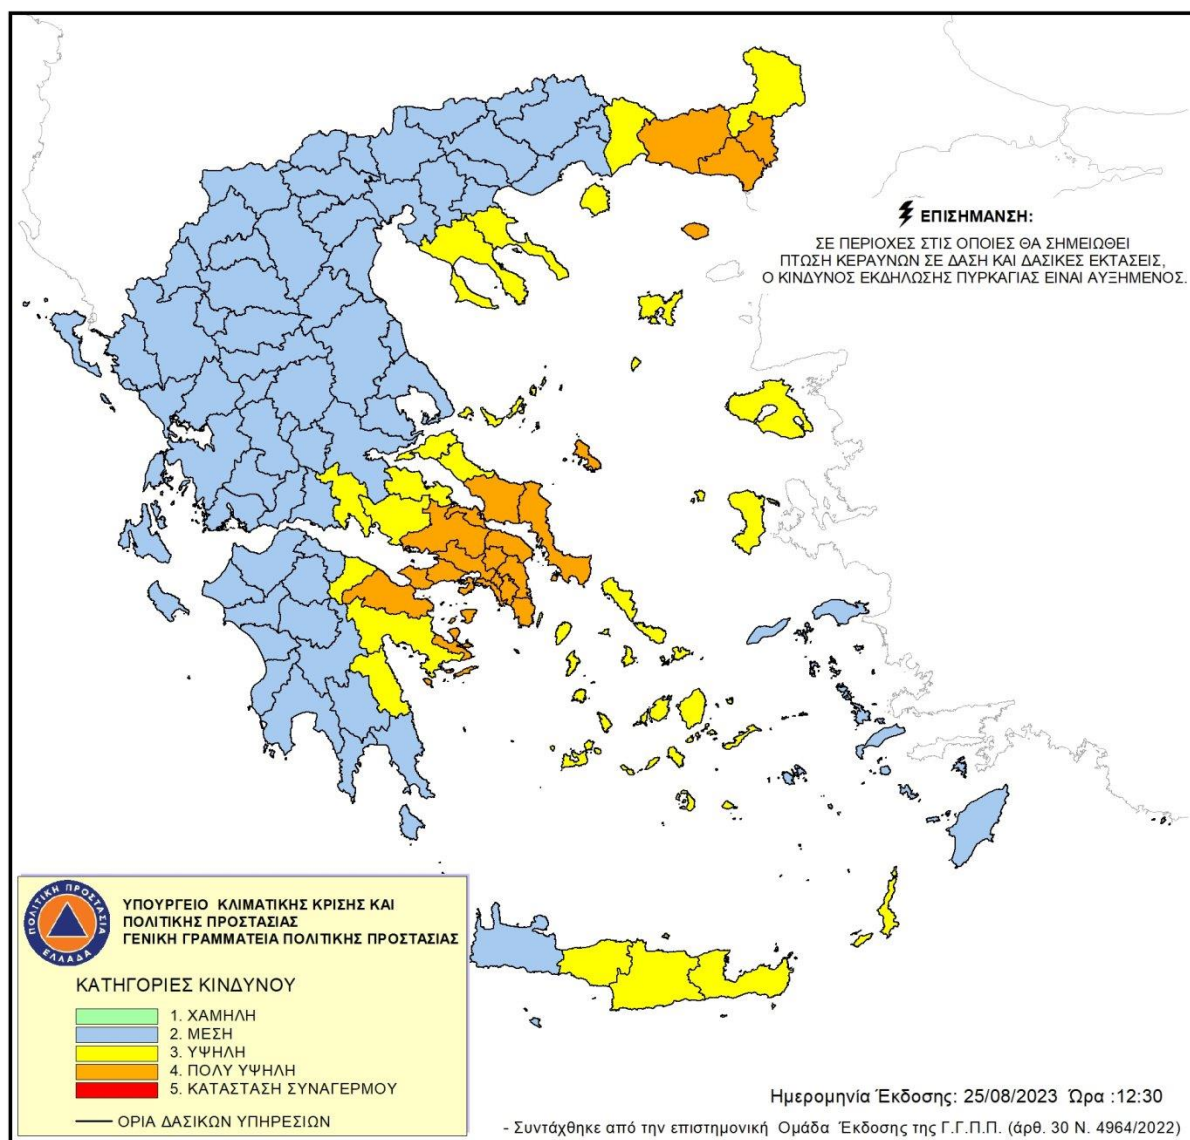 ΕΠΙΣΗΜΑΝΣΗ:
ΣΕ ΠΕΡΙΟΧΕΣ ΣΤΙΣ ΟΠΟΙΕΣ ΘΑ ΣΗΜΕΙΩΘΕΙ
ΠΤΩΣΗ ΚΕΡΑΥΝΩΝ ΣΕ ΔΑΣΗ ΚΑΙ ΔΑΣΙΚΕΣ ΕΚΤΑΣΕΙΣ,
Ο ΚΙΝΔΥΝΟΣ ΕΚΔΗΛΩΣΗΣ ΠΥΡΚΑΓΙΑΣ ΕΙΝΑΙ ΑΥΞΗΜΕΝΟΣ.
ΠΟΛΙΤΙΚΗ ΠΡΟΣΤΑΣΙΑ
ΕΛΛΑΔΑ
ΥΠΟΥΡΓΕΙΟ ΚΛΙΜΑΤΙΚΗΣ ΚΡΙΣΗΣ ΚΑΙ
ΠΟΛΙΤΙΚΗΣ ΠΡΟΣΤΑΣΙΑΣ
ΓΕΝΙΚΗ ΓΡΑΜΜΑΤΕΙΑ ΠΟΛΙΤΙΚΗΣ ΠΡΟΣΤΑΣΙΑΣ
ΚΑΤΗΓΟΡΙΕΣ ΚΙΝΔΥΝΟΥ
1. ΧΑΜΗΛΗ
2. ΜΕΣΗ
3. ΥΨΗΛΗ
4. ΠΟΛΥ ΥΨΗΛΗ
5. ΚΑΤΑΣΤΑΣΗ ΣΥΝΑΓΕΡΜΟΥ
ΟΡΙΑ ΔΑΣΙΚΩΝ ΥΠΗΡΕΣΙΩΝ
Ημερομηνία Έκδοσης: 25/08/2023 Ώρα :12:30
- Συντάχθηκε από την επιστημονική Ομάδα Έκδοσης της Γ.Γ.Π.Π. (άρθ. 30 Ν. 4964/2022)